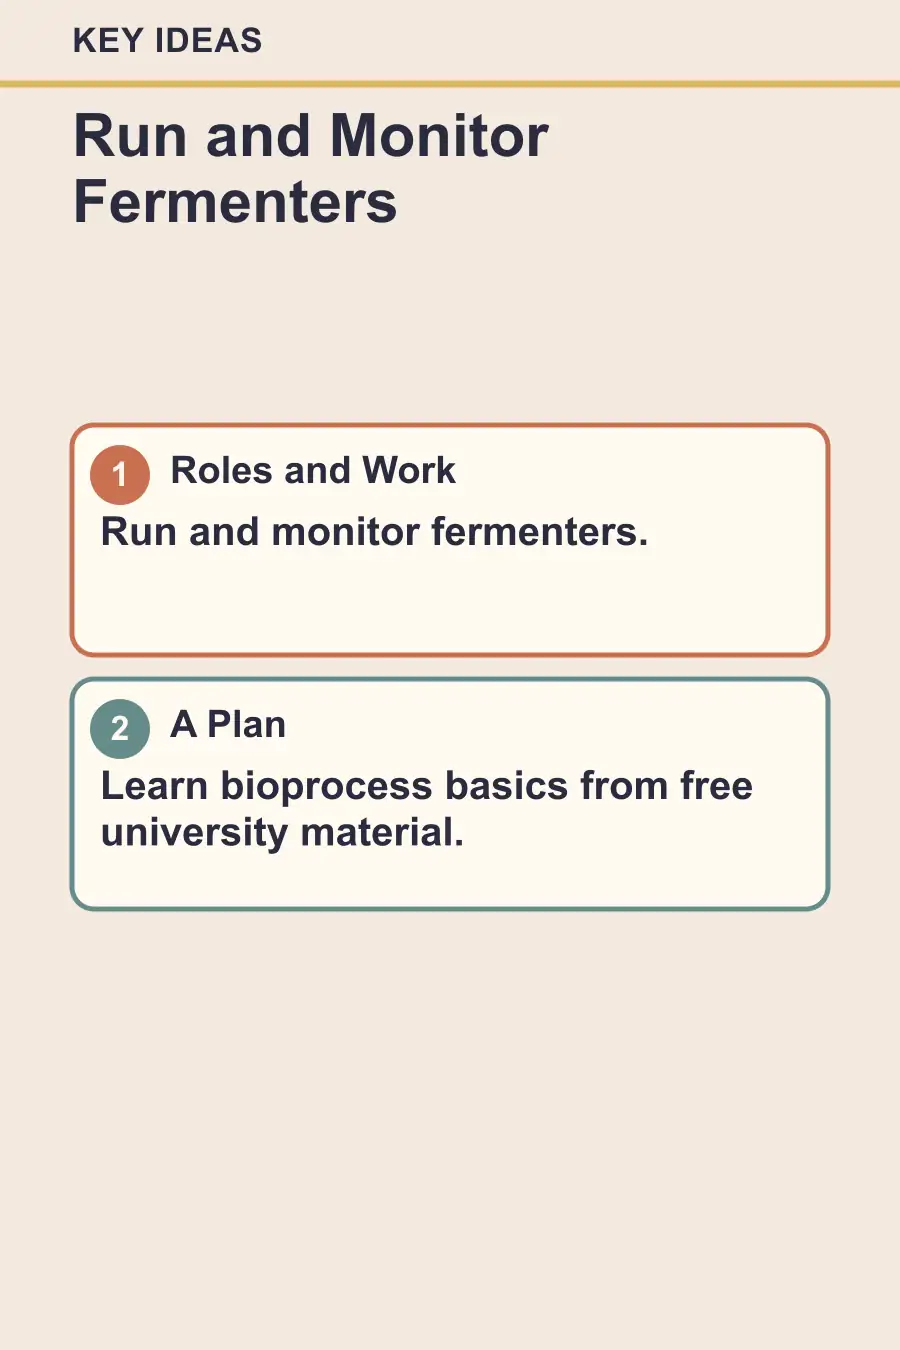 KEY IDEAS
Run and Monitor
Fermenters
1 Roles and Work
Run and monitor fermenters.
2 A Plan
Learn bioprocess basics from free
university material.